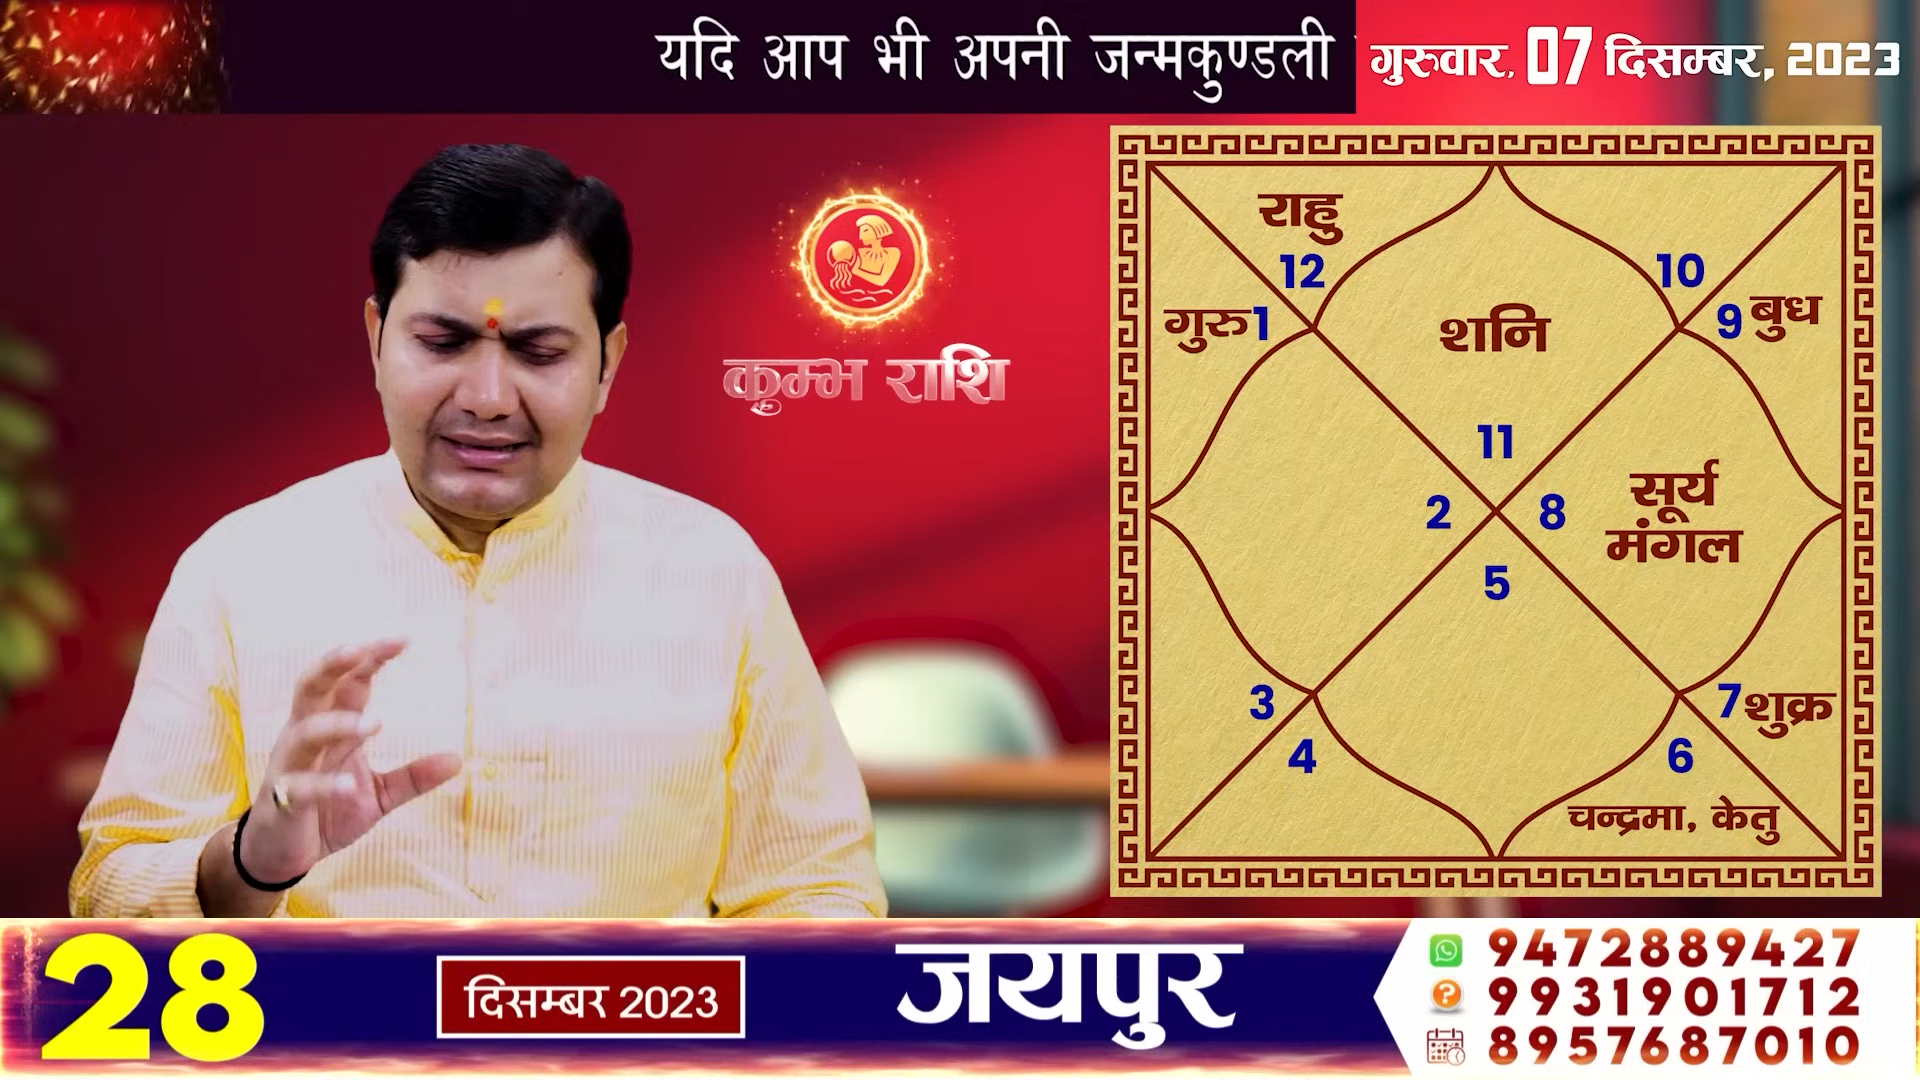 यदि आप भी अपनी जन्मकुण्डली
गुरुवार, 07 दिसम्बर, 2023
राहु
12
10
गुरु 1
शनि
9 बुध
कुम्भ राशि
11
2
8
सूर्य
मंगल
5
3
7 शुक्र
4
6
चन्द्रमा, केतु
28
दिसम्बर 2023
जयपुर
9472889427
9931901712
8957687010